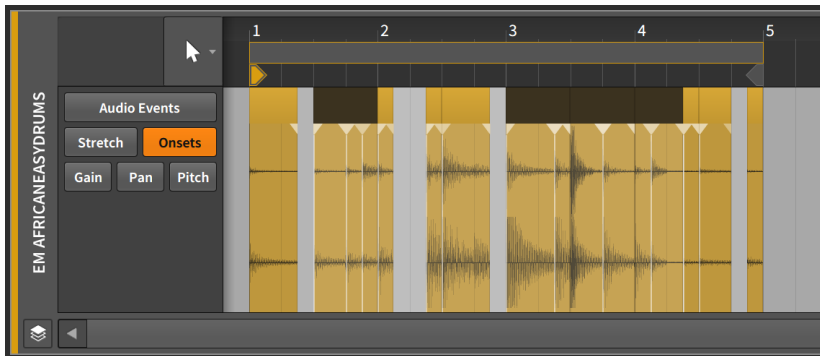 1 2 3 4 5
EM AFRICANEASYDRUMS
Audio Events
Stretch Onsets
Gain Pan Pitch